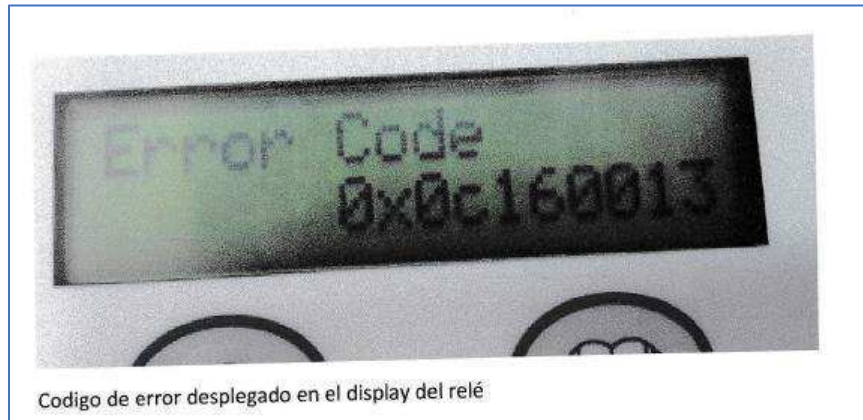 Error Code
0x0c160013
Codigo de error desplegado en el display del relé